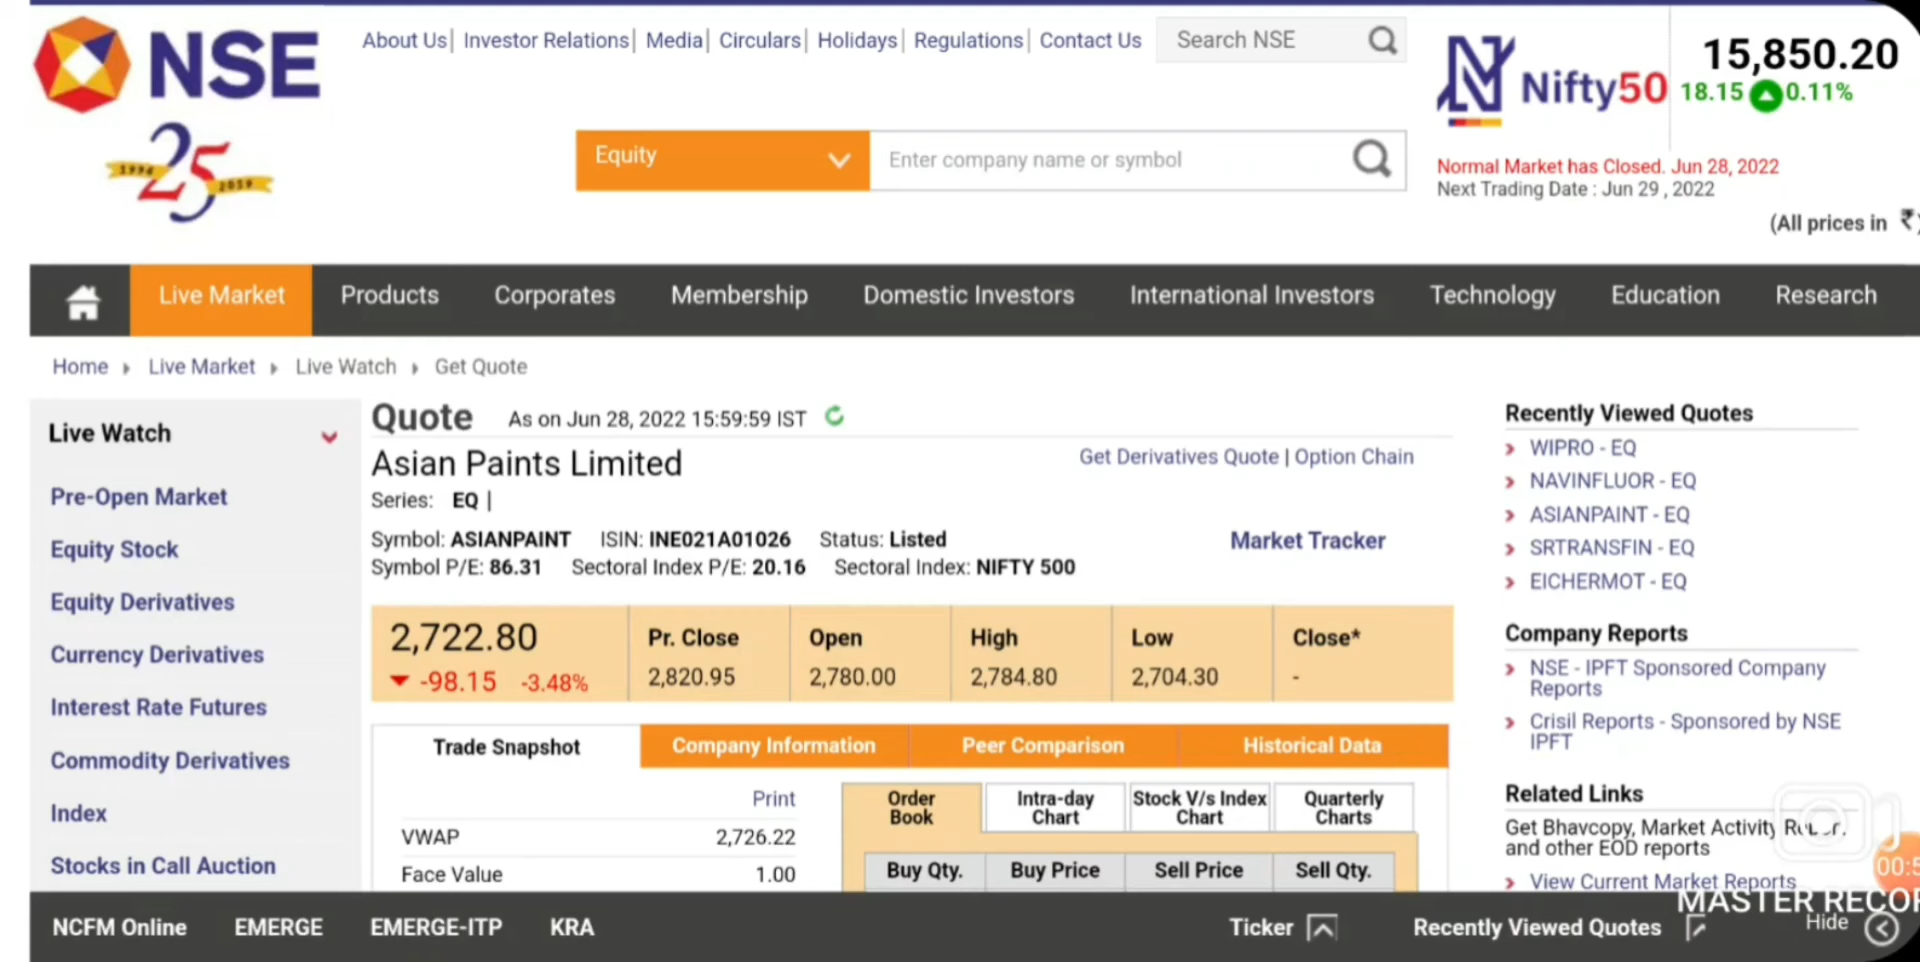 NSE
About Us| Investor Relations| Media| Circulars| Holidays| Regulations| Contact Us
Search NSE
1994 25 2019
Nifty50
15,850.20
18.15 0.11%
Equity
Enter company name or symbol
Normal Market has Closed. Jun 28, 2022
Next Trading Date : Jun 29 , 2022
(All prices in ₹)
Live Market Products Corporates Membership Domestic Investors International Investors Technology Education Research
Home Live Market Live Watch Get Quote
Live Watch
Pre-Open Market
Equity Stock
Equity Derivatives
Currency Derivatives
Interest Rate Futures
Commodity Derivatives
Index
Stocks in Call Auction
Quote As on Jun 28, 2022 15:59:59 IST
Asian Paints Limited
Get Derivatives Quote | Option Chain
Series: EQ |
Symbol: ASIANPAINT ISIN: INE021A01026 Status: Listed
Market Tracker
Symbol P/E: 86.31 Sectoral Index P/E: 20.16 Sectoral Index: NIFTY 500
2,722.80 Pr. Close Open High Low Close*
-98.15 -3.48% 2,820.95 2,780.00 2,784.80 2,704.30 -
Trade Snapshot Company Information Peer Comparison Historical Data
Print
VWAP 2,726.22
Face Value 1.00
Order Book
Intra-day Chart
Stock V/s Index Chart
Quarterly Charts
Buy Qty. Buy Price Sell Price Sell Qty.
Recently Viewed Quotes
WIPRO - EQ
NAVINFLUOR - EQ
ASIANPAINT - EQ
SRTRANSFIN - EQ
EICHERMOT - EQ
Company Reports
NSE - IPFT Sponsored Company
Reports
Crisil Reports - Sponsored by NSE
IPFT
Related Links
Get Bhavcopy, Market Activity
and other EOD reports
View Current Market Reports
00:5
MASTER RECOR
NCFM Online EMERGE EMERGE-ITP KRA Ticker Recently Viewed Quotes Hide